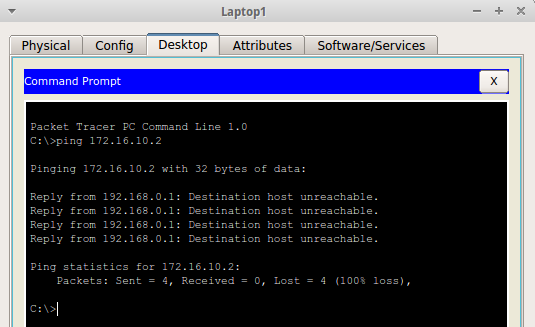 Laptop1
Physical Config Desktop Attributes Software/Services
Command Prompt X
Packet Tracer PC Command Line 1.0
C:\>ping 172.16.10.2
Pinging 172.16.10.2 with 32 bytes of data:
Reply from 192.168.0.1: Destination host unreachable.
Reply from 192.168.0.1: Destination host unreachable.
Reply from 192.168.0.1: Destination host unreachable.
Reply from 192.168.0.1: Destination host unreachable.
Ping statistics for 172.16.10.2:
Packets: Sent = 4, Received = 0, Lost = 4 (100% loss),
C:\>